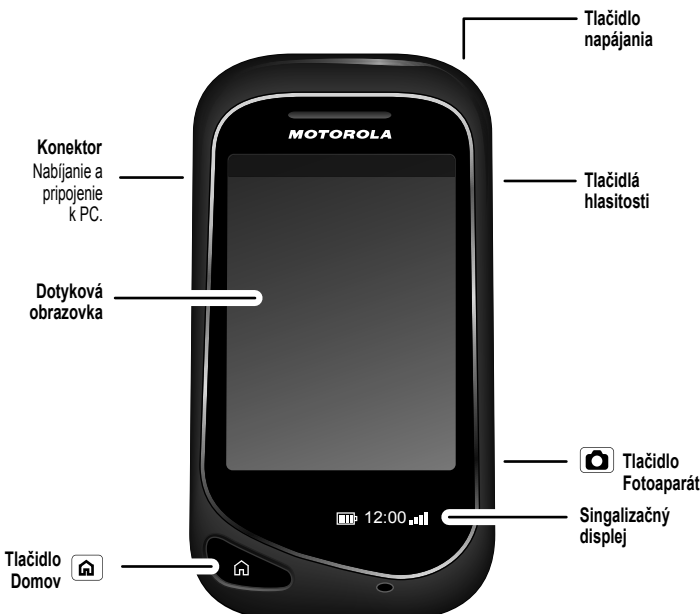 Tlačidlo
napájania
MOTOROLA
Konektor
Nabíjanie a
pripojenie
k PC.
Tlačidlá
hlasitosti
Dotyková
obrazovka
Tlačidlo
Fotoaparát
12:00
Singalizačný
displej
Tlačidlo
Domov